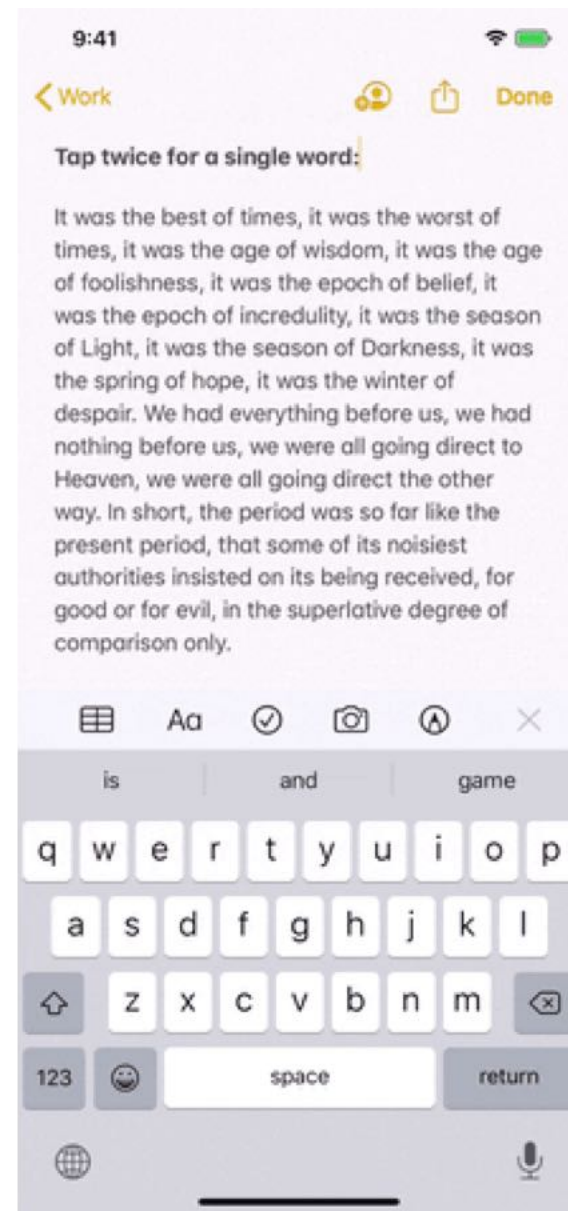 9:41
Work
Done
Tap twice for a single word:
It was the best of times, it was the worst of
times, it was the age of wisdom, it was the age
of foolishness, it was the epoch of belief, it
was the epoch of incredulity, it was the season
of Light, it was the season of Darkness, it was
the spring of hope, it was the winter of
despair. We had everything before us, we had
nothing before us, we were all going direct to
Heaven, we were all going direct the other
way. In short, the period was so far like the
present period, that some of its noisiest
authorities insisted on its being received, for
good or for evil, in the superlative degree of
comparison only.
Aa
is and game
q w e r t y u i o p
a s d f g h j k l
z x c v b n m
123 space return